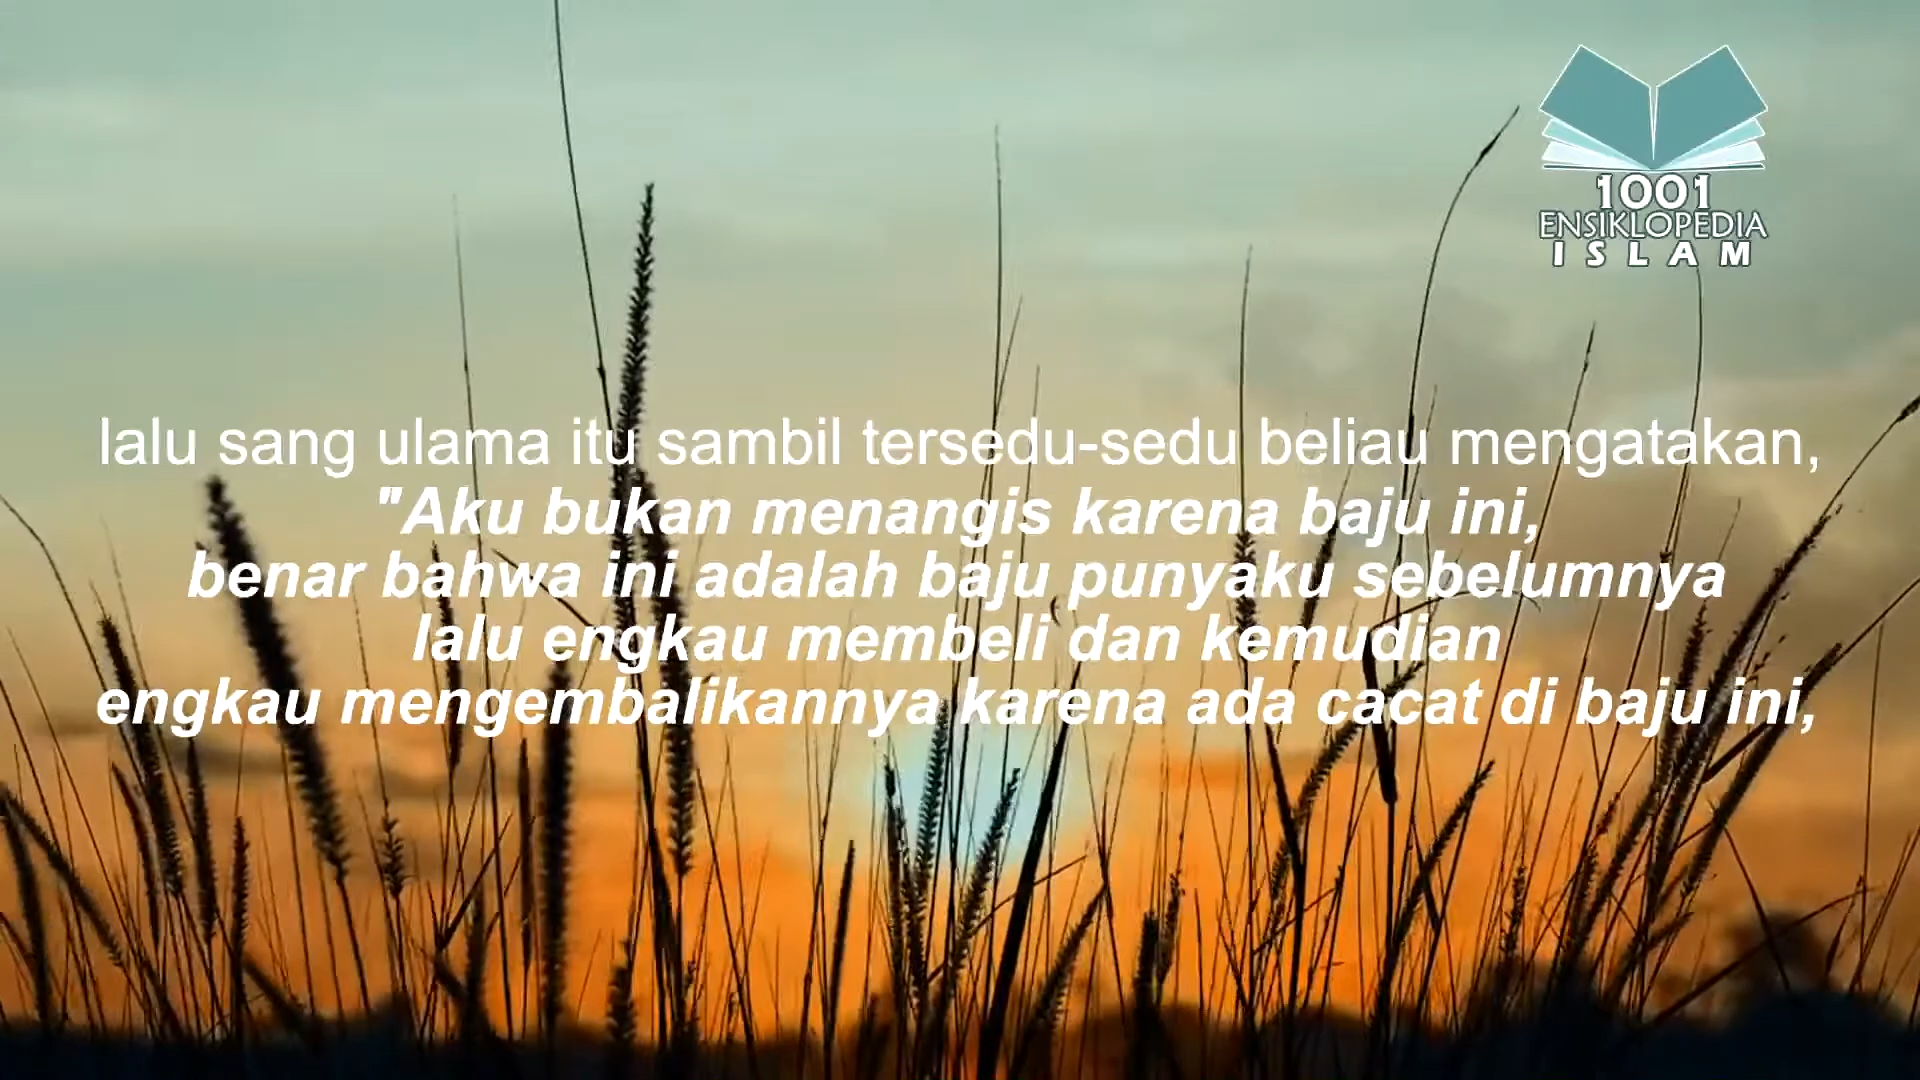 1001
ENSIKLOPEDIA
ISLAM
lalu sang ulama itu sambil tersedu-sedu beliau mengatakan,
"Aku bukan menangis karena baju ini,
benar bahwa ini adalah baju punyaku sebelumnya
lalu engkau membeli dan kemudian
engkau mengembalikannya karena ada cacat di baju ini,